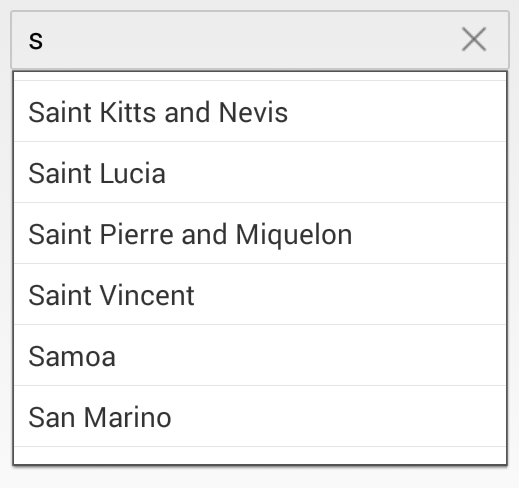 s
Saint Kitts and Nevis
Saint Lucia
Saint Pierre and Miquelon
Saint Vincent
Samoa
San Marino